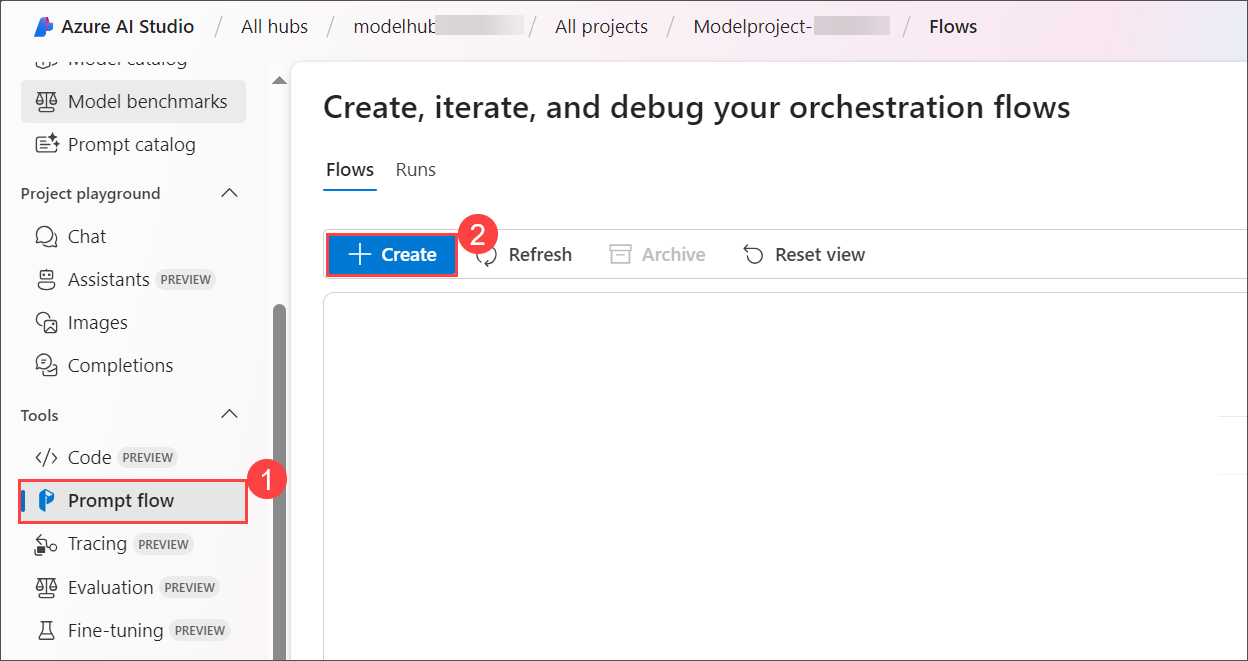 Azure AI Studio / All hubs / modelhub / All projects / Modelproject- / Flows
Model catalog
Model benchmarks
Prompt catalog
Project playground
Chat
Assistants PREVIEW
Images
Completions
Tools
Code PREVIEW
Prompt flow
1
Tracing PREVIEW
Evaluation PREVIEW
Fine-tuning PREVIEW
Create, iterate, and debug your orchestration flows
Flows Runs
Create 2 Refresh Archive Reset view